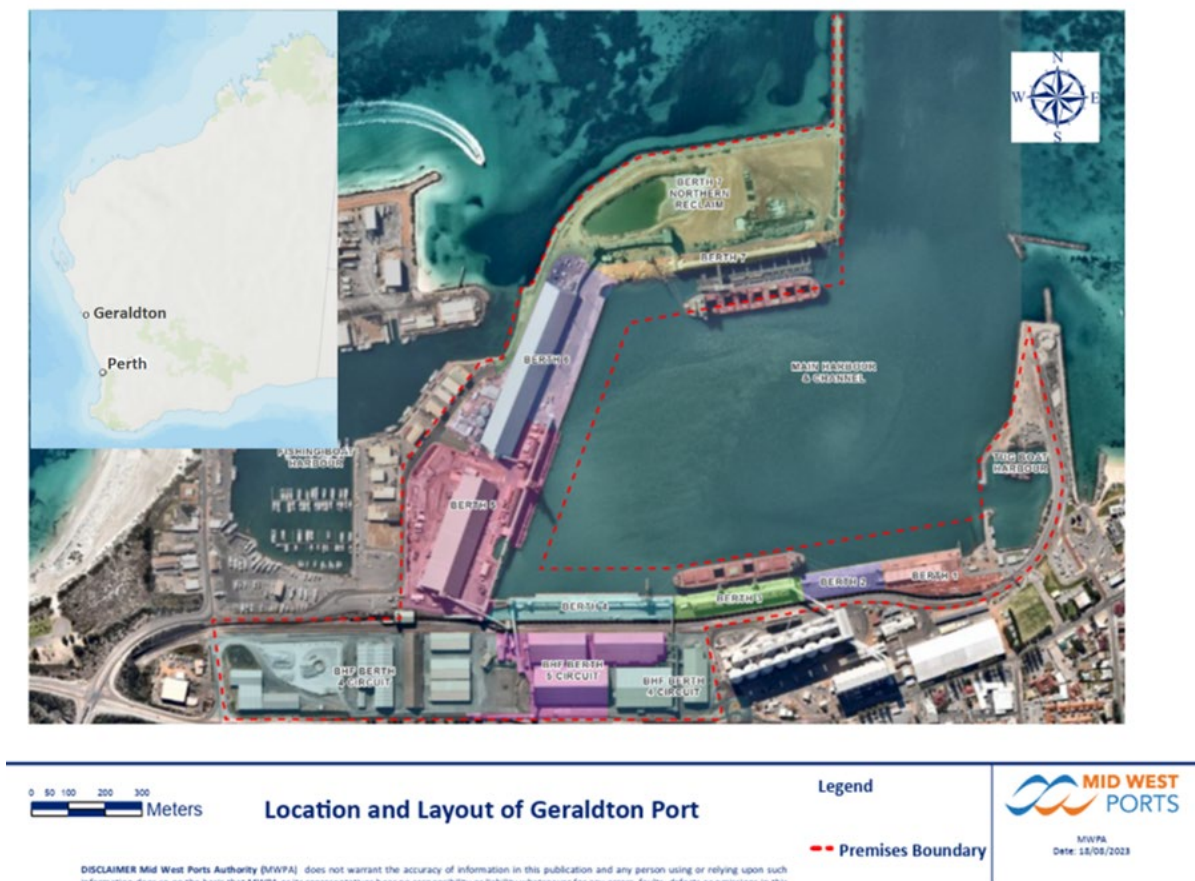 N
W E
S
Geraldton
Perth
BERTH 7
NORTHERN
RECLAIM
BERTH 7
BERTH 6
MAIN HARBOUR
& CHANNEL
FISHING BOAT
HARBOUR
TUG BOAT
HARBOUR
BERTH 5
BERTH 4
BERTH 3
BERTH 2
BERTH 1
BHF BERTH
4 CIRCUIT
BHF BERTH
5 CIRCUIT
BHF BERTH
4 CIRCUIT
0 50 100 200 300
Meters
Location and Layout of Geraldton Port
Legend
Premises Boundary
MID WEST
PORTS
MWPA
Date: 18/08/2023
DISCLAIMER Mid West Ports Authority (MWPA) does not warrant the accuracy of information in this publication and any person using or relying upon such